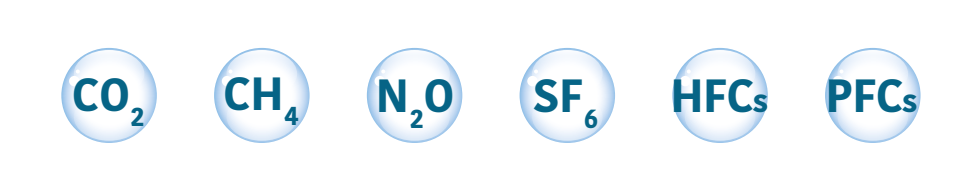 CO₂ CH₄ N₂O SF₆ HFCs PFCs